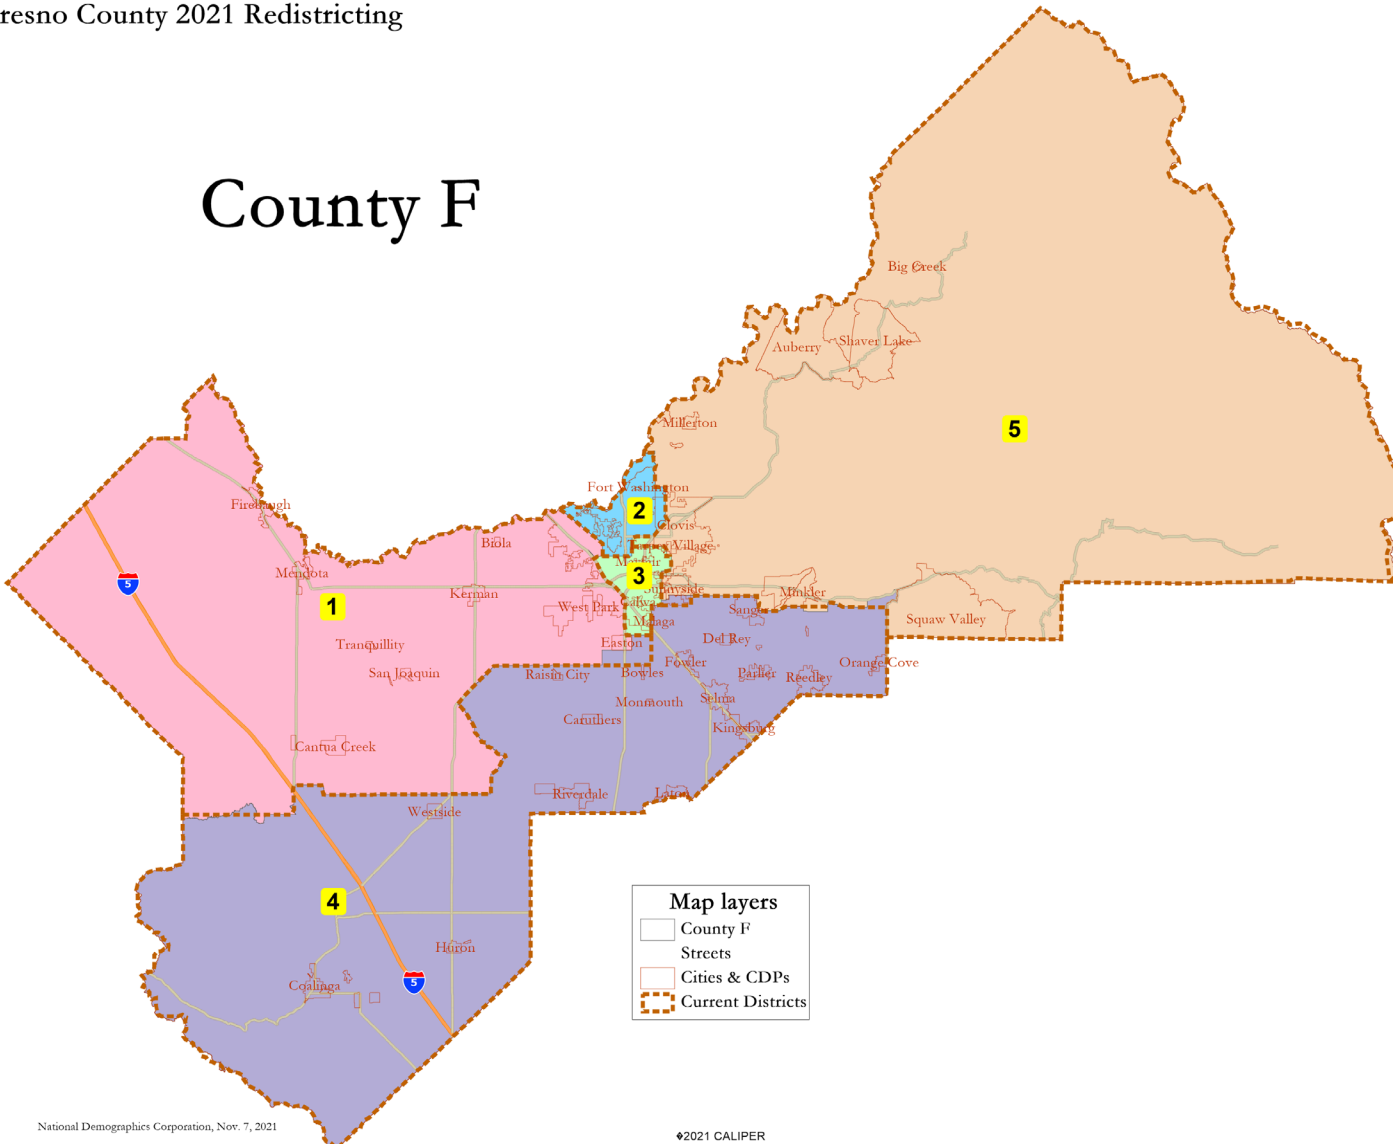 resno County 2021 Redistricting
County F
Big Creek
Auberry
Shaver Lake
Millerton
5
Fort Washington
2
Firebaugh
Clovis
Biola
Village
Mayfair
Mendota
5
3
Sunnyside
Minkler
Kerman
1
West Park
Malaga
Sanger
Squaw Valley
Tranquillity
Easton
Del Rey
San Joaquin
Raisin City
Bowles
Fowler
Parlier
Reedley
Orange Cove
Monmouth
Selma
Caruthers
Kingsburg
Cantua Creek
Riverdale
Laton
Westside
4
Huron
Coalinga
5
Map layers
County F
Streets
Cities & CDPs
Current Districts
National Demographics Corporation, Nov. 7, 2021
�2021 CALIPER